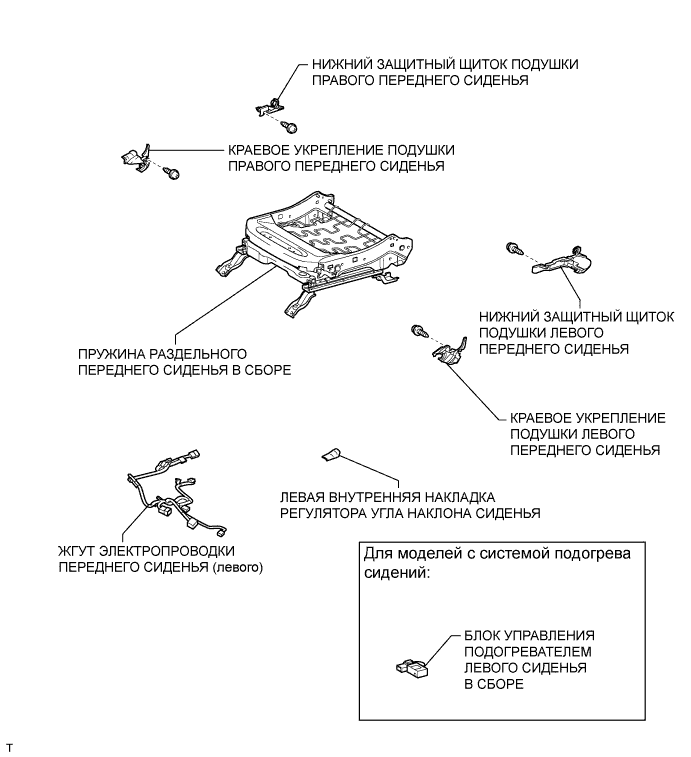 НИЖНИЙ ЗАЩИТНЫЙ ЩИТОК ПОДУШКИ
ПРАВОГО ПЕРЕДНЕГО СИДЕНЬЯ
КРАЕВОЕ УКРЕПЛЕНИЕ ПОДУШКИ
ПРАВОГО ПЕРЕДНЕГО СИДЕНЬЯ
НИЖНИЙ ЗАЩИТНЫЙ ЩИТОК
ПОДУШКИ ЛЕВОГО
ПЕРЕДНЕГО СИДЕНЬЯ
ПРУЖИНА РАЗДЕЛЬНОГО
ПЕРЕДНЕГО СИДЕНЬЯ В СБОРЕ
КРАЕВОЕ УКРЕПЛЕНИЕ
ПОДУШКИ ЛЕВОГО
ПЕРЕДНЕГО СИДЕНЬЯ
ЛЕВАЯ ВНУТРЕННЯЯ НАКЛАДКА
РЕГУЛЯТОРА УГЛА НАКЛОНА СИДЕНЬЯ
ЖГУТ ЭЛЕКТРОПРОВОДКИ
ПЕРЕДНЕГО СИДЕНЬЯ (левого)
Для моделей с системой подогрева
сидений:
БЛОК УПРАВЛЕНИЯ
ПОДОГРЕВАТЕЛЕМ
ЛЕВОГО СИДЕНЬЯ
В СБОРЕ
T